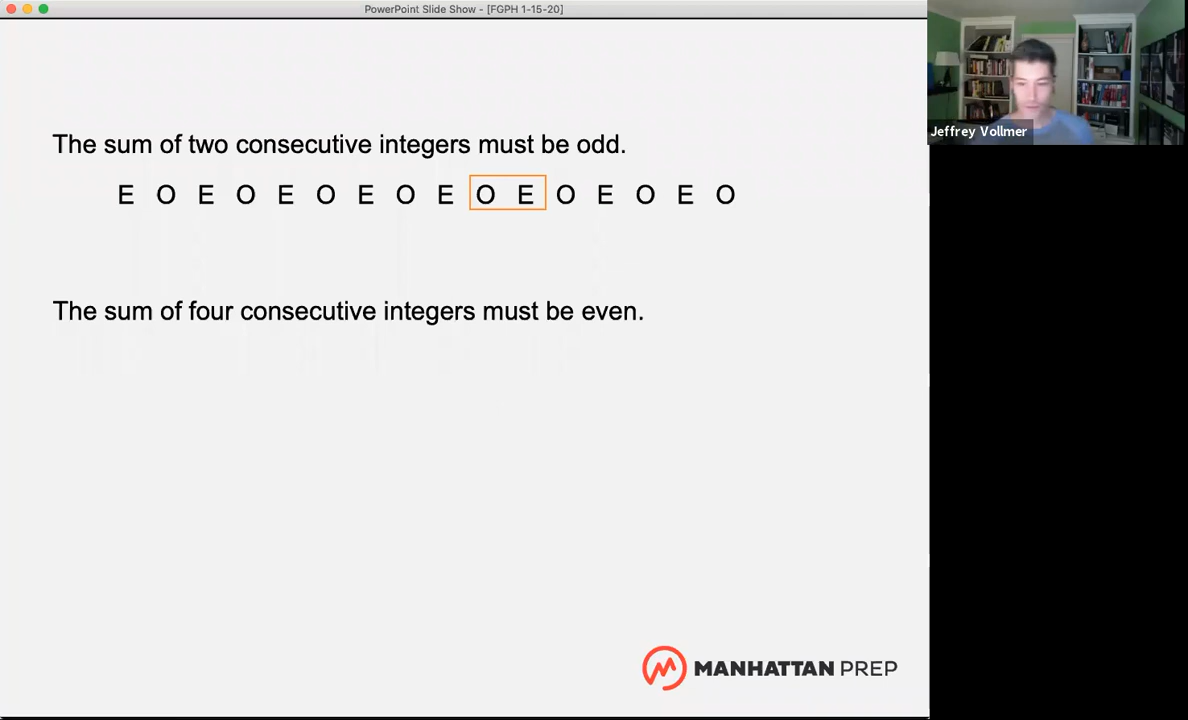 PowerPoint Slide Show - [FGPH 1-15-20]
Jeffrey Vollmer
The sum of two consecutive integers must be odd.
E O E O E O E O E O E O E O E O
The sum of four consecutive integers must be even.
MANHATTAN PREP